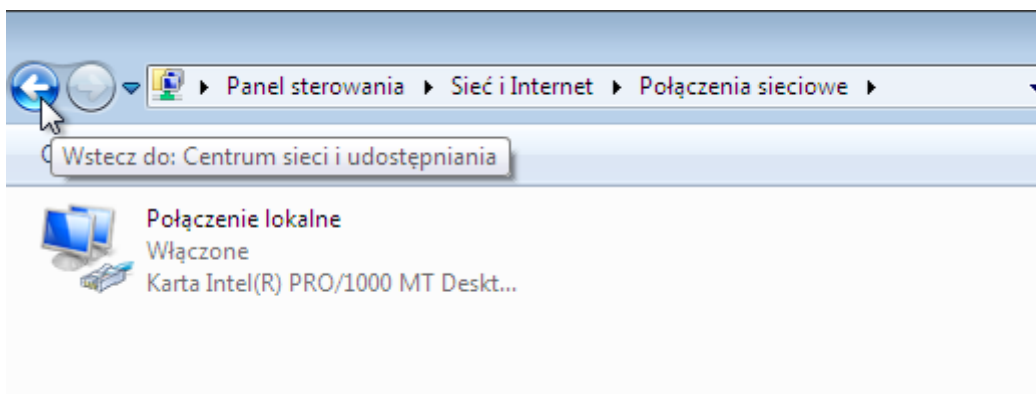 Panel sterowania Sieć i Internet Połączenia sieciowe
Wstecz do: Centrum sieci i udostępniania
Połączenie lokalne
Włączone
Karta Intel(R) PRO/1000 MT Deskt...